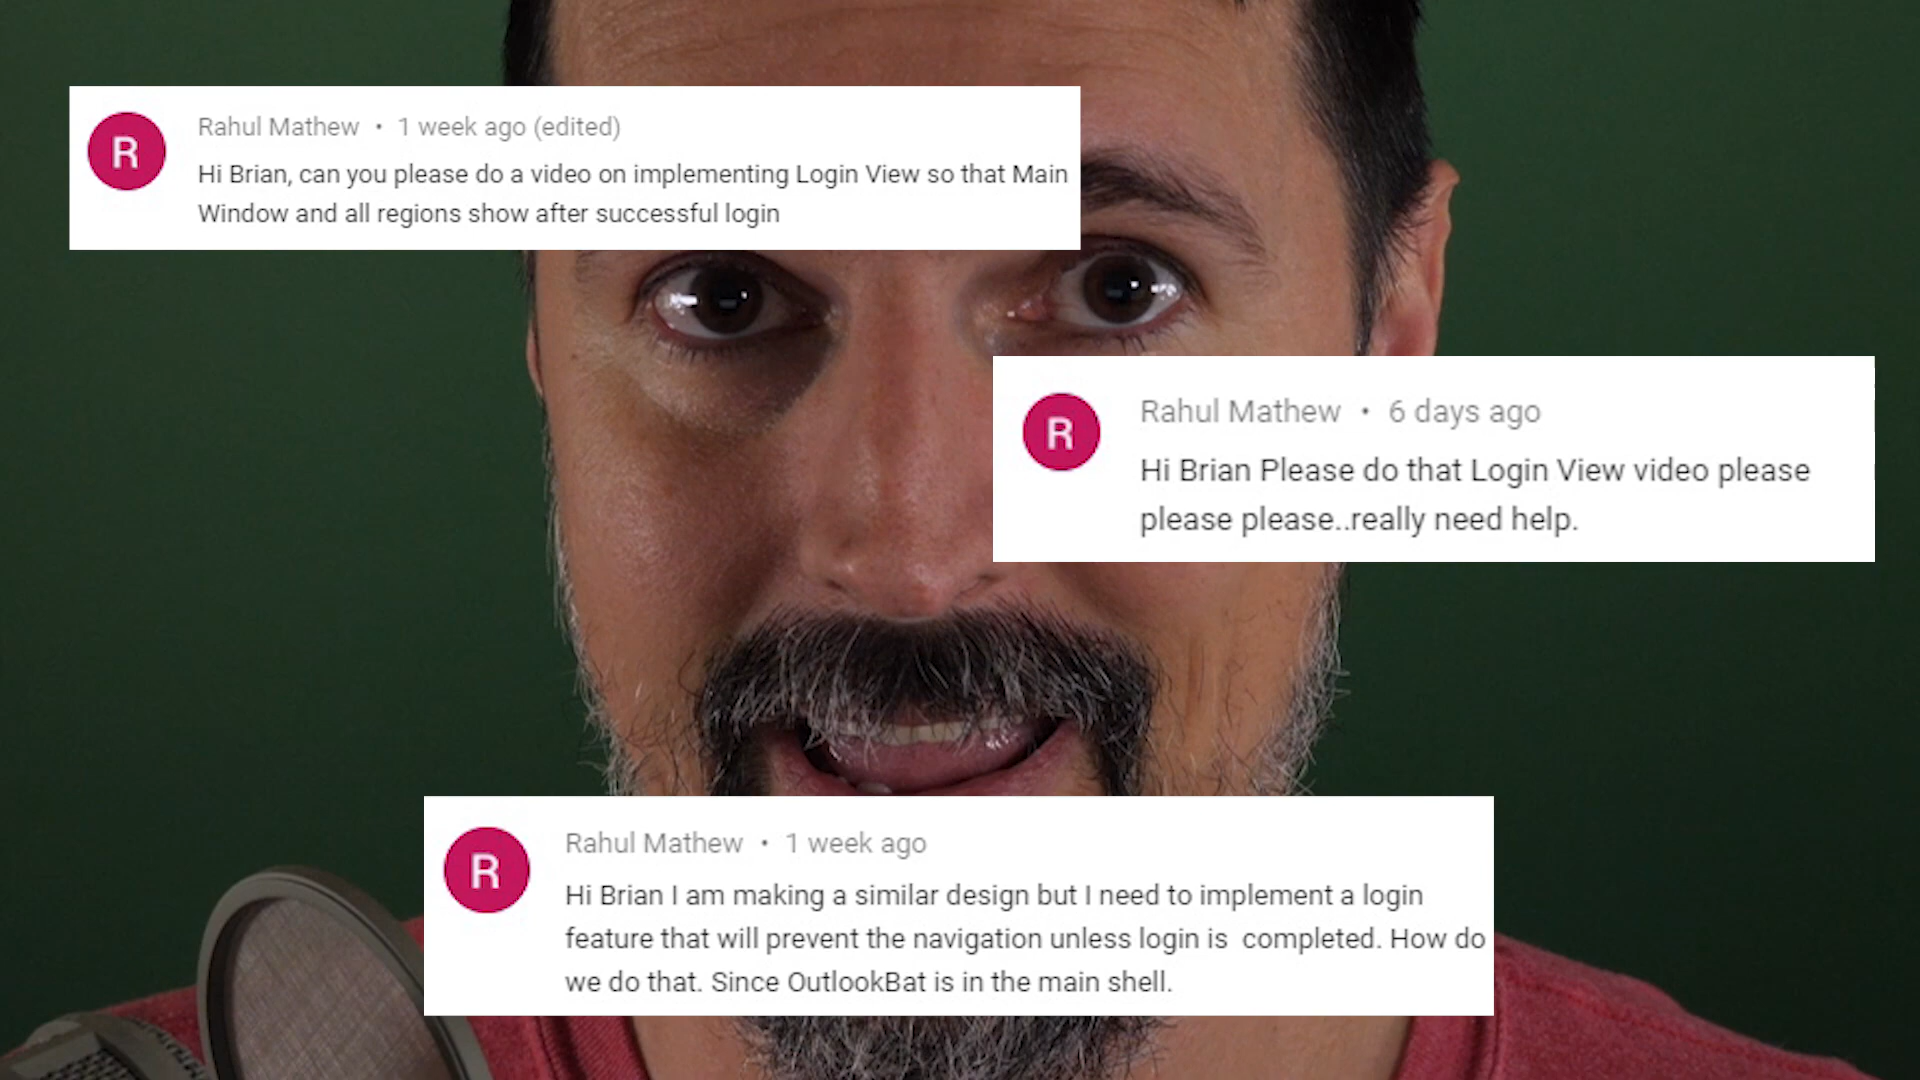 R
Rahul Mathew • 1 week ago (edited)
Hi Brian, can you please do a video on implementing Login View so that Main
Window and all regions show after successful login
R
Rahul Mathew • 6 days ago
Hi Brian Please do that Login View video please
please please..really need help.
R
Rahul Mathew • 1 week ago
Hi Brian I am making a similar design but I need to implement a login
feature that will prevent the navigation unless login is completed. How do
we do that. Since OutlookBat is in the main shell.